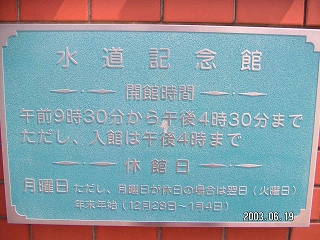 水道記念館
開館時間
午前9時30分から午後4時30分まで
ただし、入館は午後4時まで
休館日
月曜日 ただし、月曜日が休日の場合は翌日（火曜日）
年末年始（12月28日〜1月4日）
2003.06.19